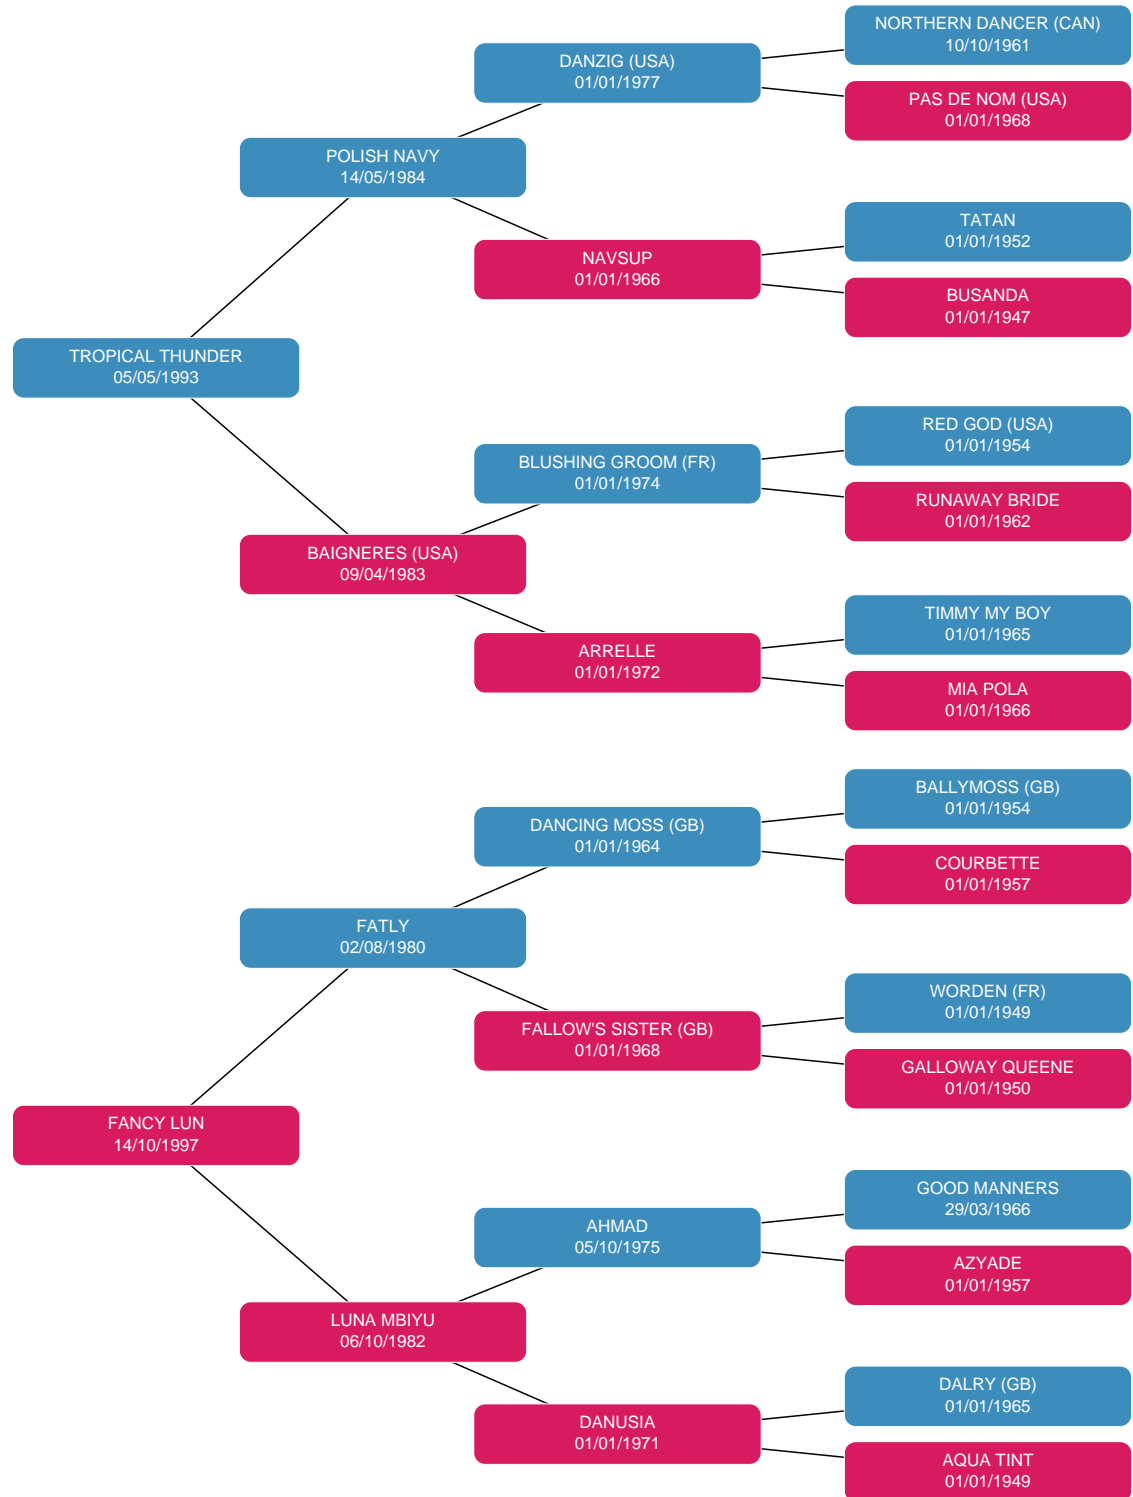 NORTHERN DANCER (CAN)
10/10/1961
DANZIG (USA)
01/01/1977
PAS DE NOM (USA)
01/01/1968
POLISH NAVY
14/05/1984
TATAN
01/01/1952
NAVSUP
01/01/1966
BUSANDA
01/01/1947
TROPICAL THUNDER
05/05/1993
RED GOD (USA)
01/01/1954
BLUSHING GROOM (FR)
01/01/1974
RUNAWAY BRIDE
01/01/1962
BAIGNERES (USA)
09/04/1983
TIMMY MY BOY
01/01/1965
ARRELLE
01/01/1972
MIA POLA
01/01/1966
BALLYMOSS (GB)
01/01/1954
DANCING MOSS (GB)
01/01/1964
COURBETTE
01/01/1957
FATLY
02/08/1980
WORDEN (FR)
01/01/1949
FALLOW'S SISTER (GB)
01/01/1968
GALLOWAY QUEENE
01/01/1950
FANCY LUN
14/10/1997
GOOD MANNERS
29/03/1966
AHMAD
05/10/1975
AZYADE
01/01/1957
LUNA MBIYU
06/10/1982
DALRY (GB)
01/01/1965
DANUSIA
01/01/1971
AQUA TINT
01/01/1949